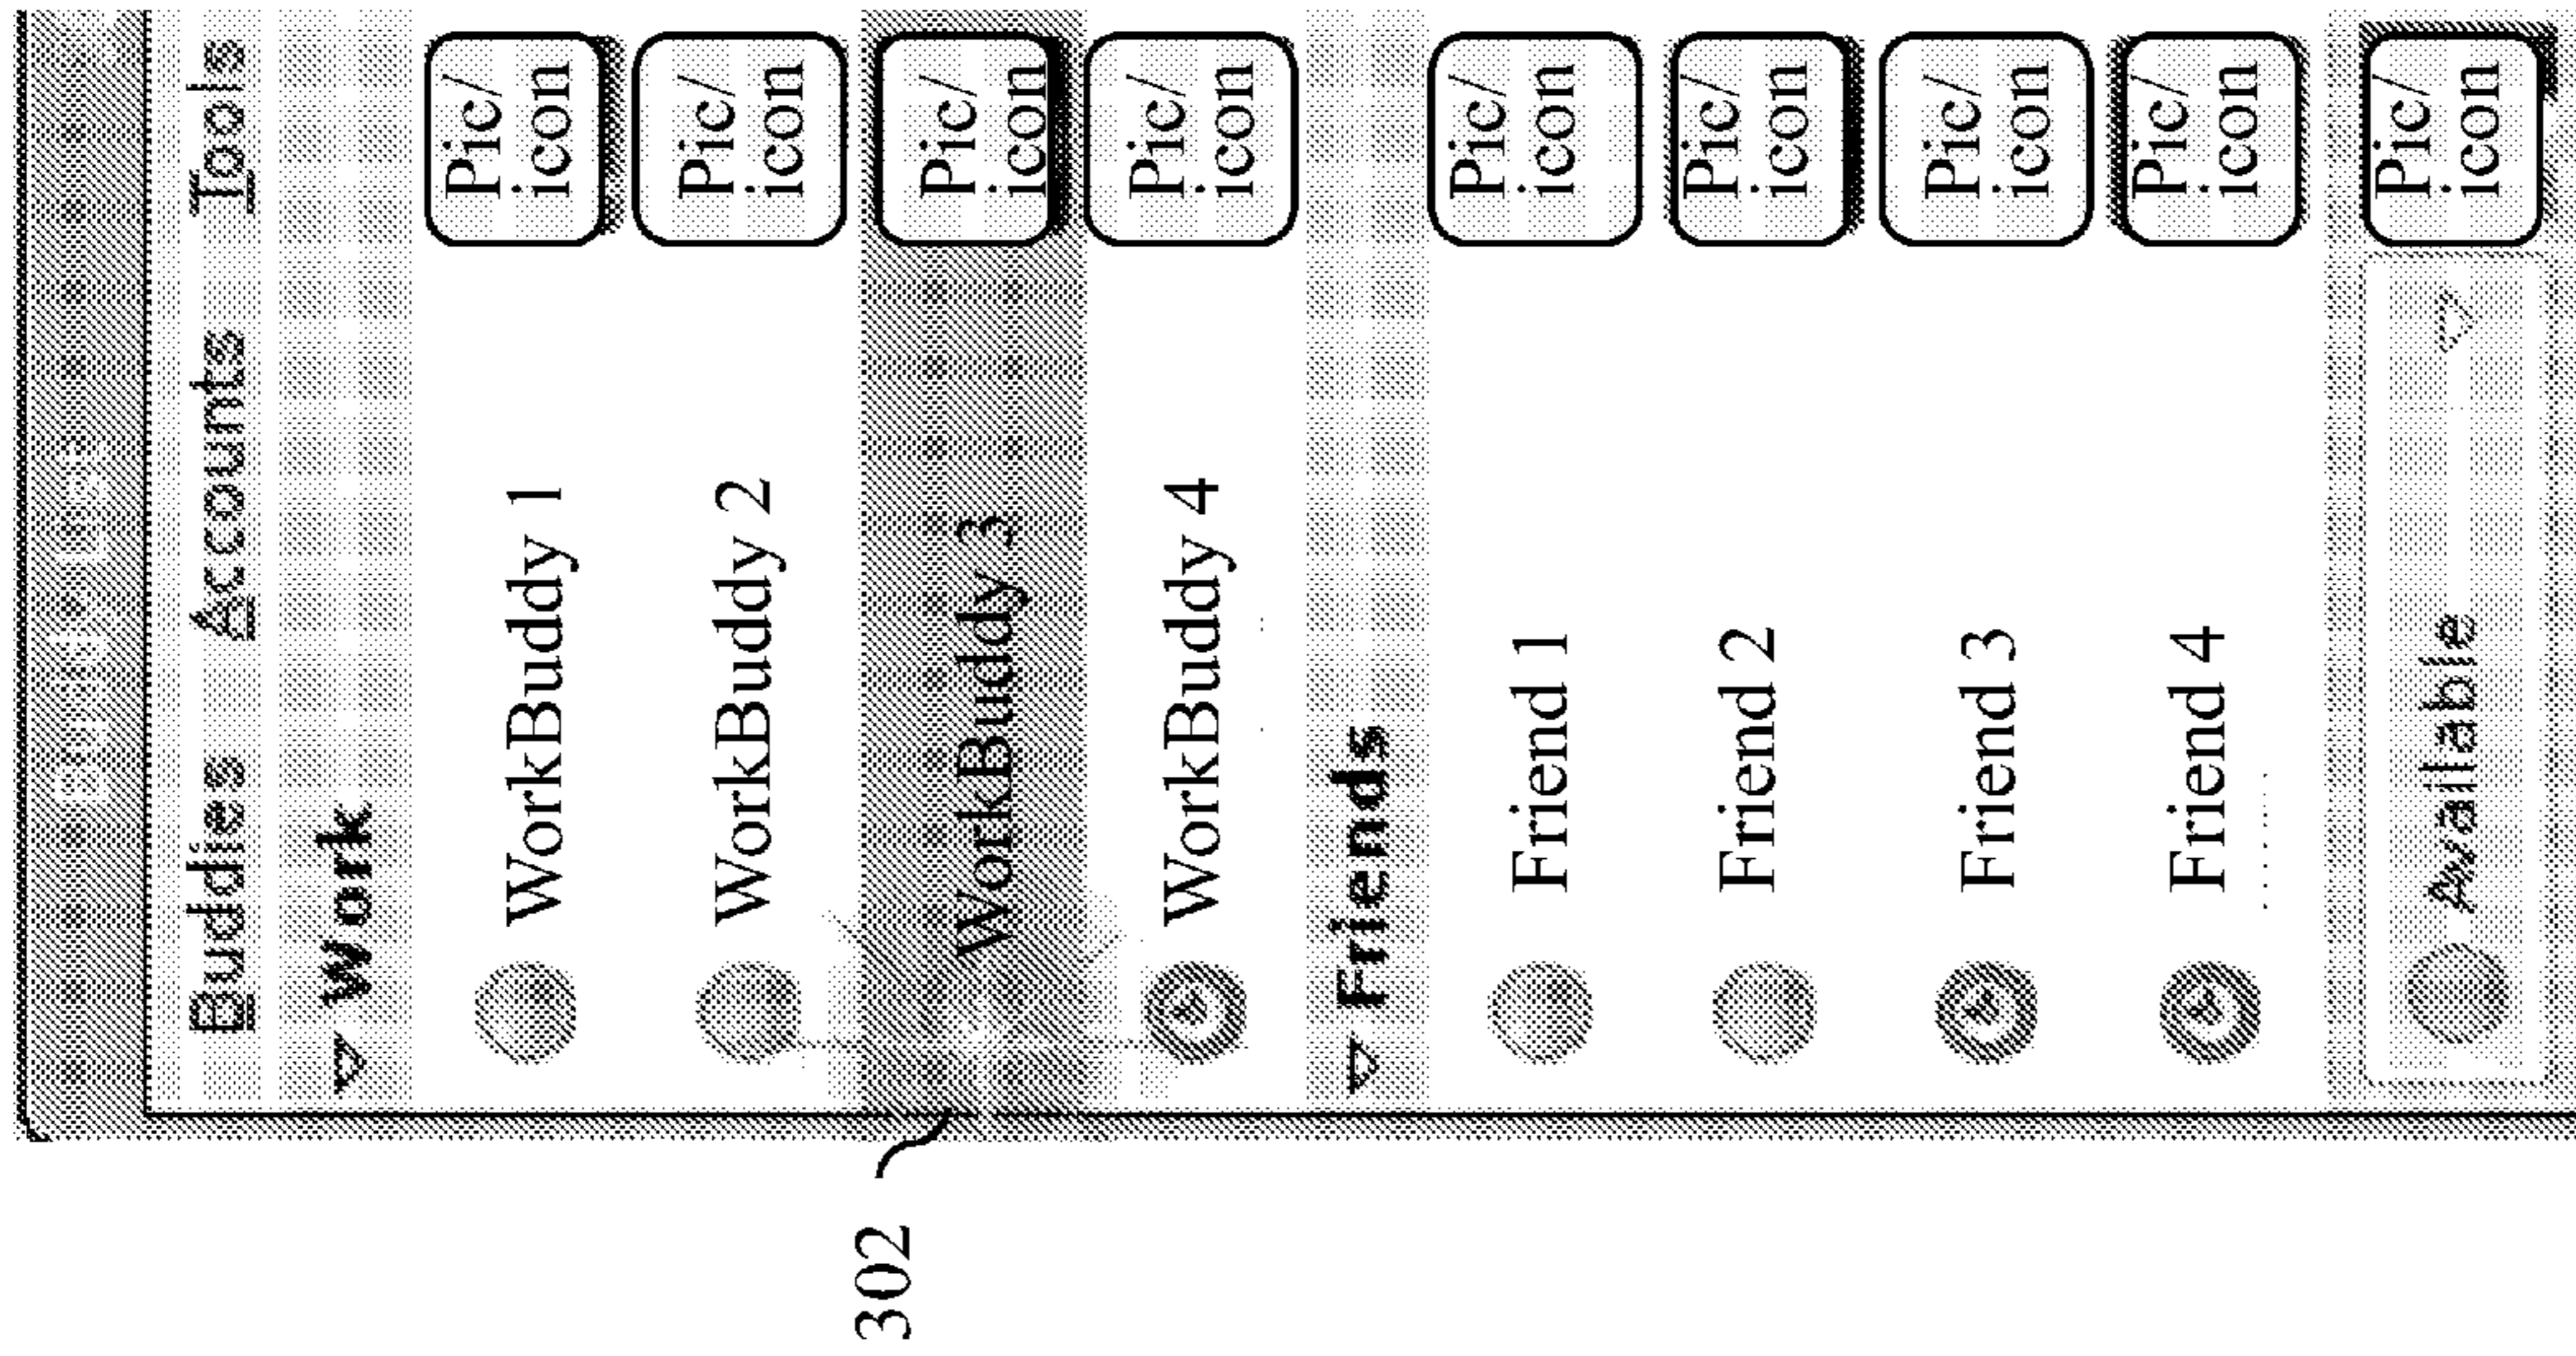 Buddy List
Buddies Accounts Tools
Work
WorkBuddy 1 Pic/
icon
WorkBuddy 2 Pic/
icon
302
WorkBuddy 3 Pic/
icon
WorkBuddy 4 Pic/
icon
Friends
Friend 1 Pic/
icon
Friend 2 Pic/
icon
Friend 3 Pic/
icon
Friend 4 Pic/
icon
Available Pic/
icon